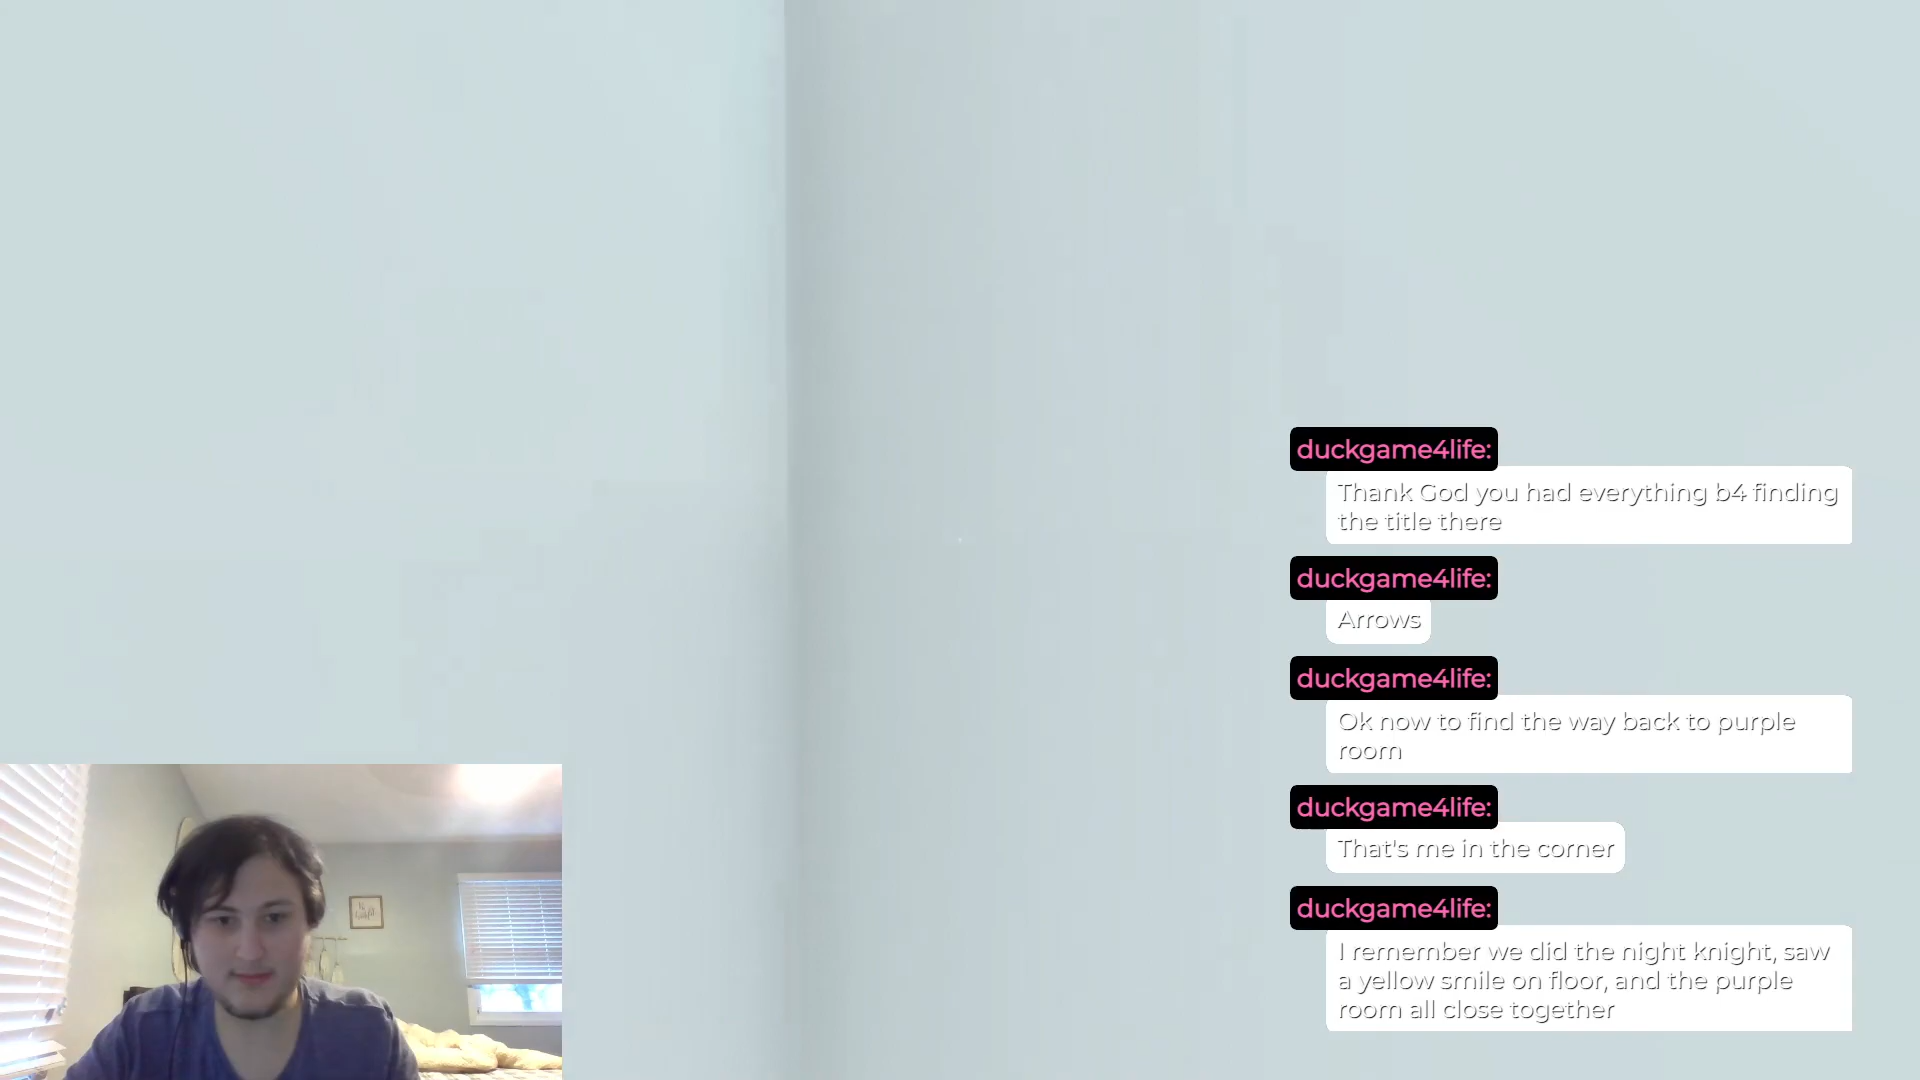 duckgame4life:
Thank God you had everything b4 finding
the title there
duckgame4life:
Arrows
duckgame4life:
Ok now to find the way back to purple
room
duckgame4life:
That's me in the corner
duckgame4life:
I remember we did the night knight, saw
a yellow smile on floor, and the purple
room all close together